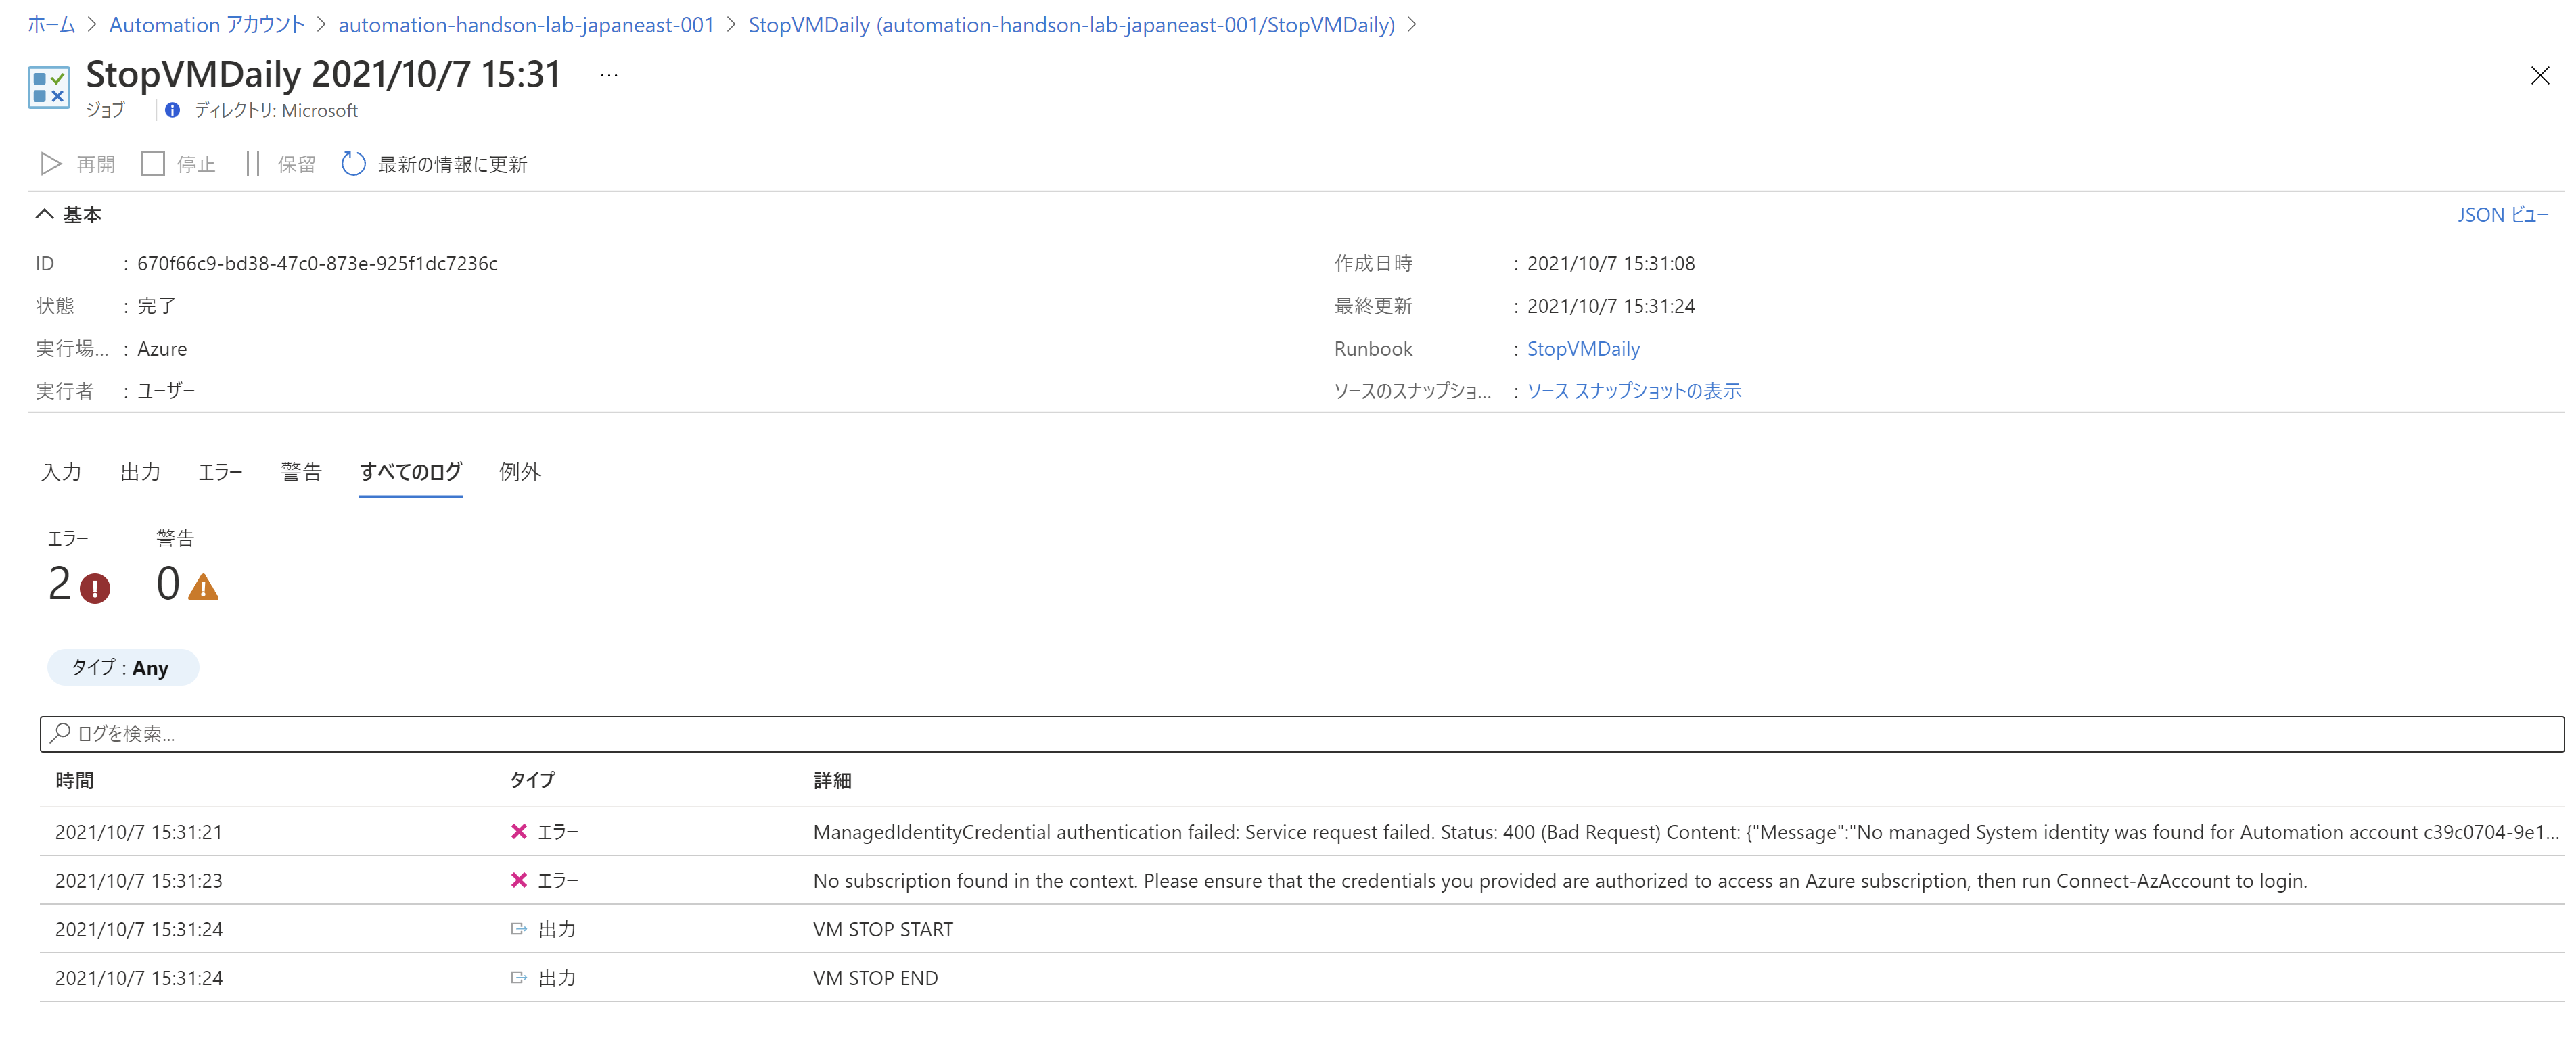 ホーム > Automation アカウント > automation-handson-lab-japaneast-001 > StopVMDaily (automation-handson-lab-japaneast-001/StopVMDaily) >
StopVMDaily 2021/10/7 15:31 ...
ジョブ ディレクトリ: Microsoft
再開 停止 保留 最新の情報に更新
基本 JSON ビュー
ID : 670f66c9-bd38-47c0-873e-925f1dc7236c
状態 : 完了
実行場... : Azure
実行者 : ユーザー
作成日時 : 2021/10/7 15:31:08
最終更新 : 2021/10/7 15:31:24
Runbook : StopVMDaily
ソースのスナップショ... : ソース スナップショットの表示
入力 出力 エラー 警告 すべてのログ 例外
エラー 警告
2 0
タイプ : Any
ログを検索...
時間 タイプ 詳細
2021/10/7 15:31:21 エラー ManagedIdentityCredential authentication failed: Service request failed. Status: 400 (Bad Request) Content: {"Message":"No managed System identity was found for Automation account c39c0704-9e1...
2021/10/7 15:31:23 エラー No subscription found in the context. Please ensure that the credentials you provided are authorized to access an Azure subscription, then run Connect-AzAccount to login.
2021/10/7 15:31:24 出力 VM STOP START
2021/10/7 15:31:24 出力 VM STOP END